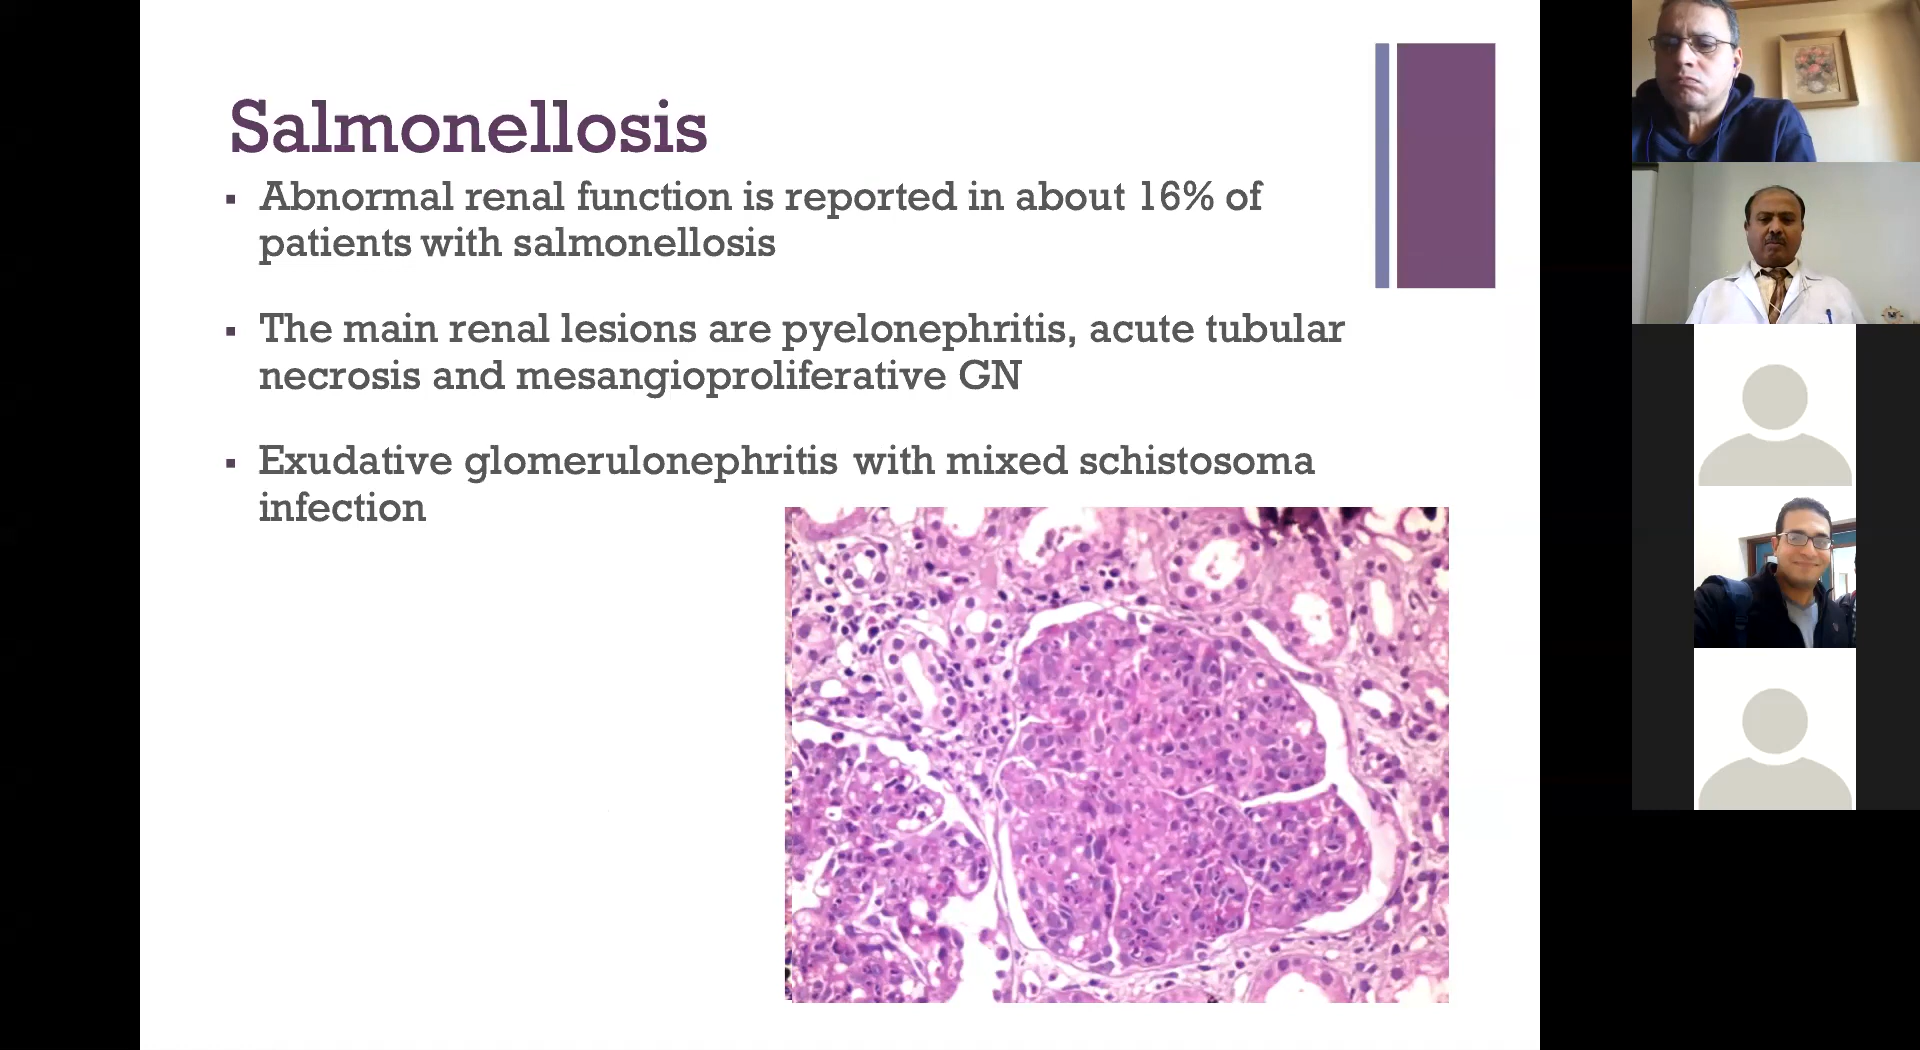 Salmonellosis
Abnormal renal function is reported in about 16% of
patients with salmonellosis
The main renal lesions are pyelonephritis, acute tubular
necrosis and mesangioproliferative GN
Exudative glomerulonephritis with mixed schistosoma
infection